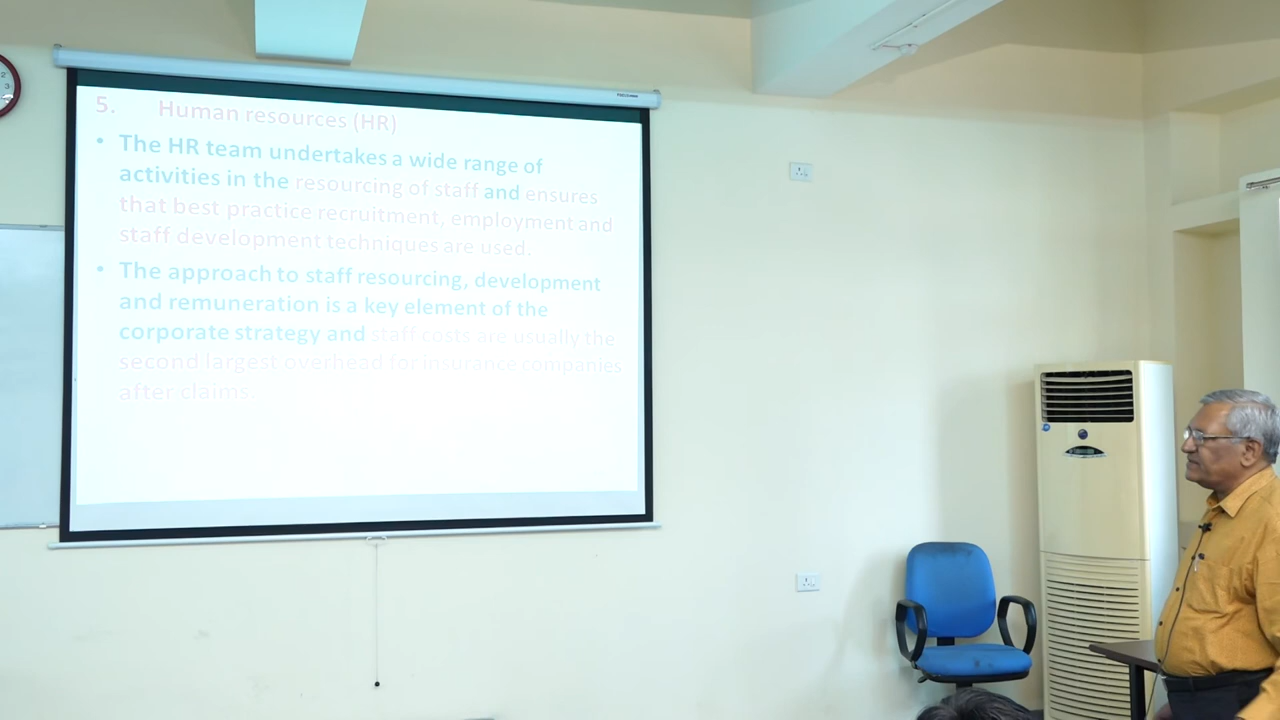 5. Human resources (HR)
• The HR team undertakes a wide range of
activities in the resourcing of staff and ensures
that best practice recruitment, employment and
staff development techniques are used.
• The approach to staff resourcing, development
and remuneration is a key element of the
corporate strategy and staff costs are usually the
second largest overhead for insurance companies
after claims.
2
3